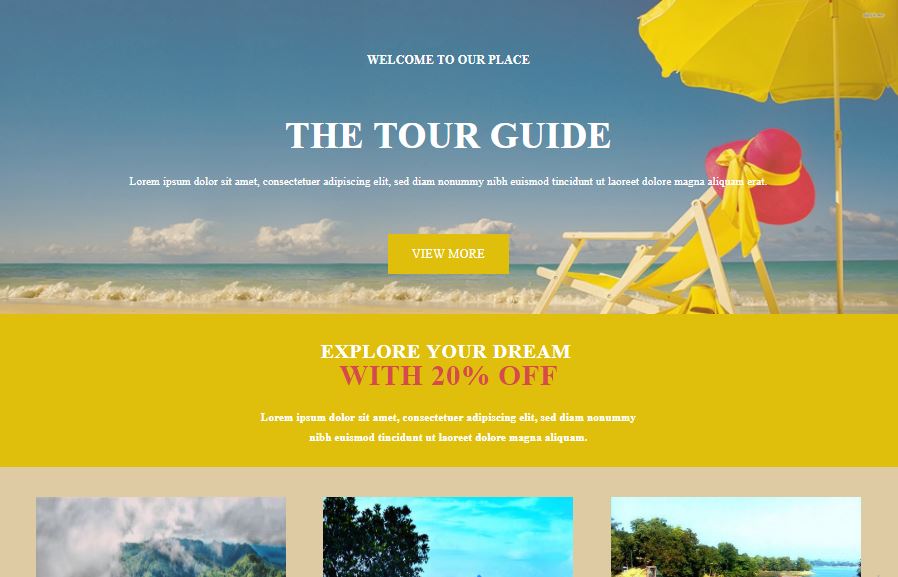 WELCOME TO OUR PLACE
THE TOUR GUIDE
Lorem ipsum dolor sit amet, consectetuer adipiscing elit, sed diam nonummy nibh euismod tincidunt ut laoreet dolore magna aliquam erat.
VIEW MORE
EXPLORE YOUR DREAM
WITH 20% OFF
Lorem ipsum dolor sit amet, consectetuer adipiscing elit, sed diam nonummy
nibh euismod tincidunt ut laoreet dolore magna aliquam.